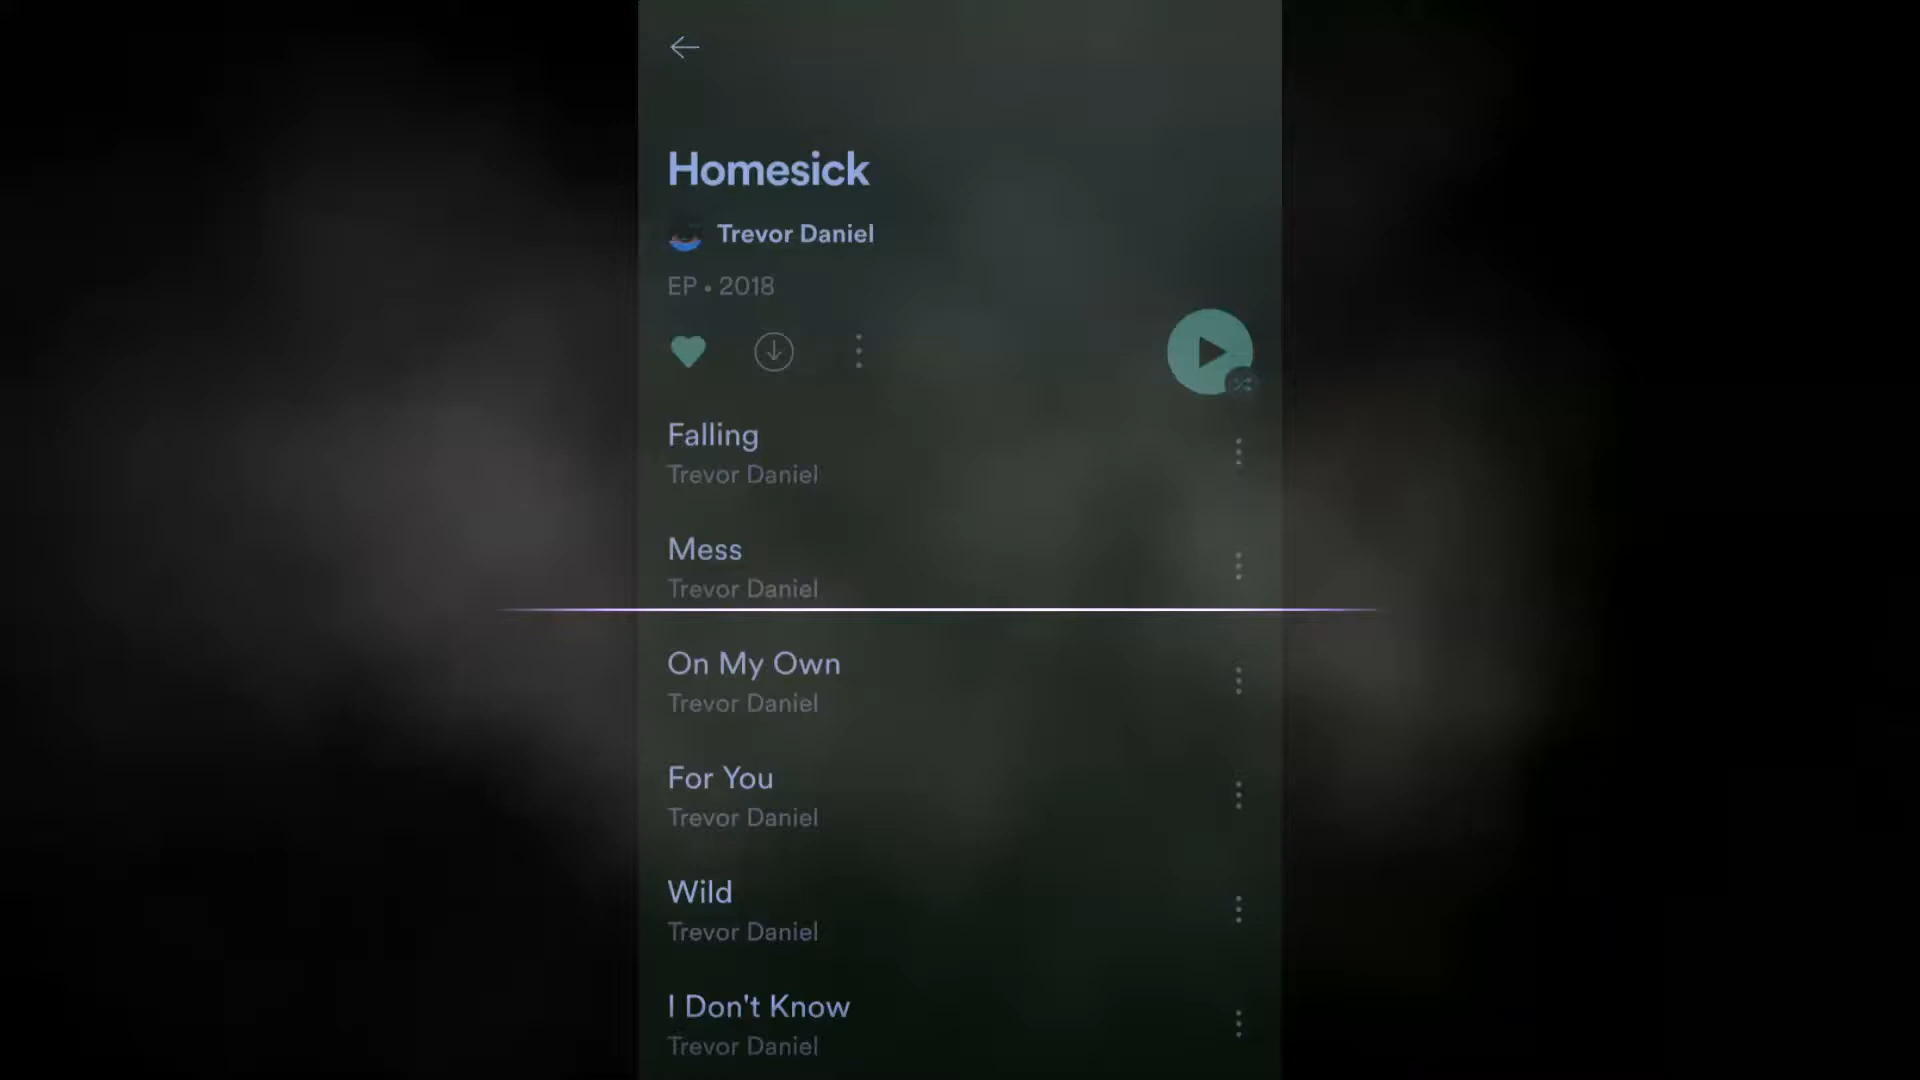 Homesick
Trevor Daniel
EP • 2018
Falling
Trevor Daniel
Mess
Trevor Daniel
On My Own
Trevor Daniel
For You
Trevor Daniel
Wild
Trevor Daniel
I Don't Know
Trevor Daniel